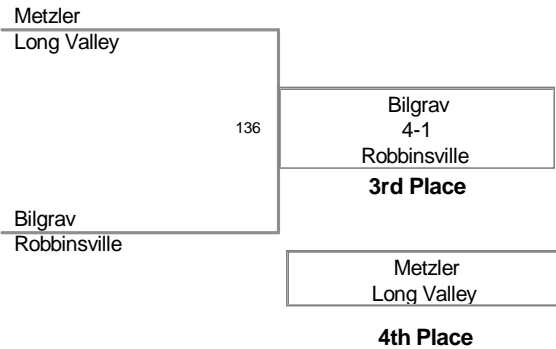 Metzler
Long Valley
136
Bilgrav
4-1
Robbinsville
3rd Place
Bilgrav
Robbinsville
Metzler
Long Valley
4th Place